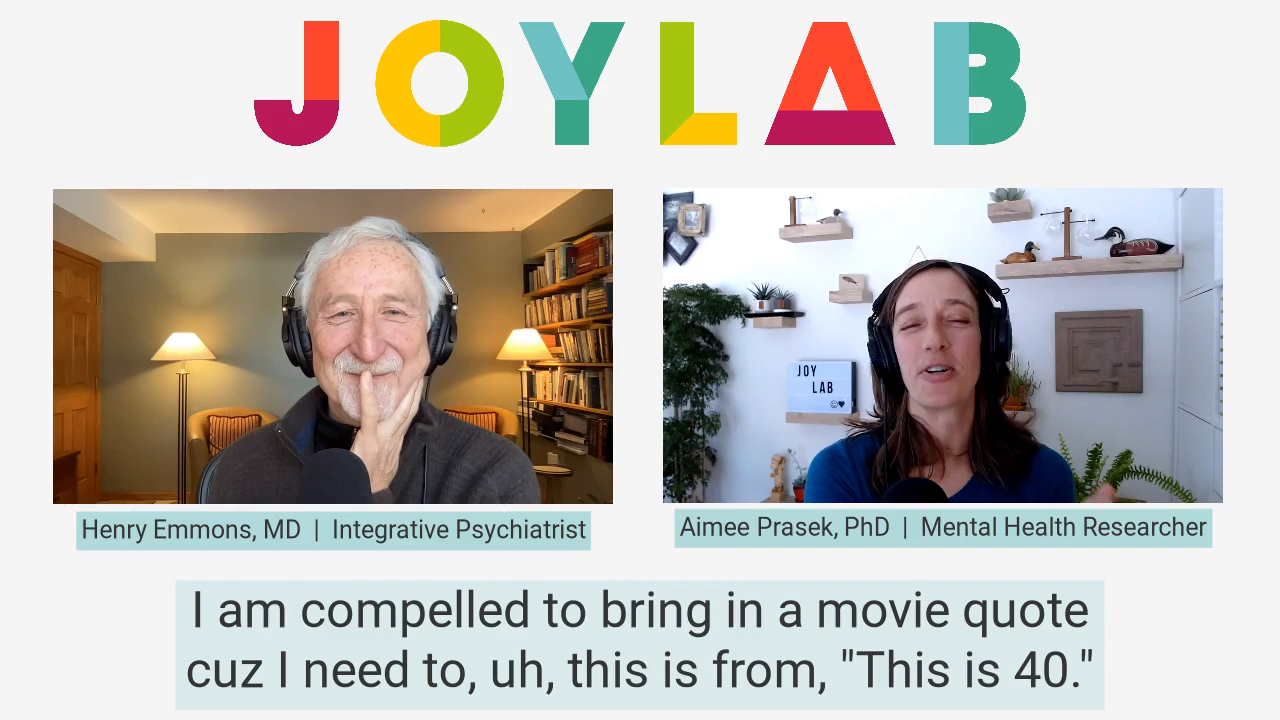 JOYLAB
JOY
LAB
Henry Emmons, MD | Integrative Psychiatrist
Aimee Prasek, PhD | Mental Health Researcher
I am compelled to bring in a movie quote
cuz I need to, uh, this is from, "This is 40."